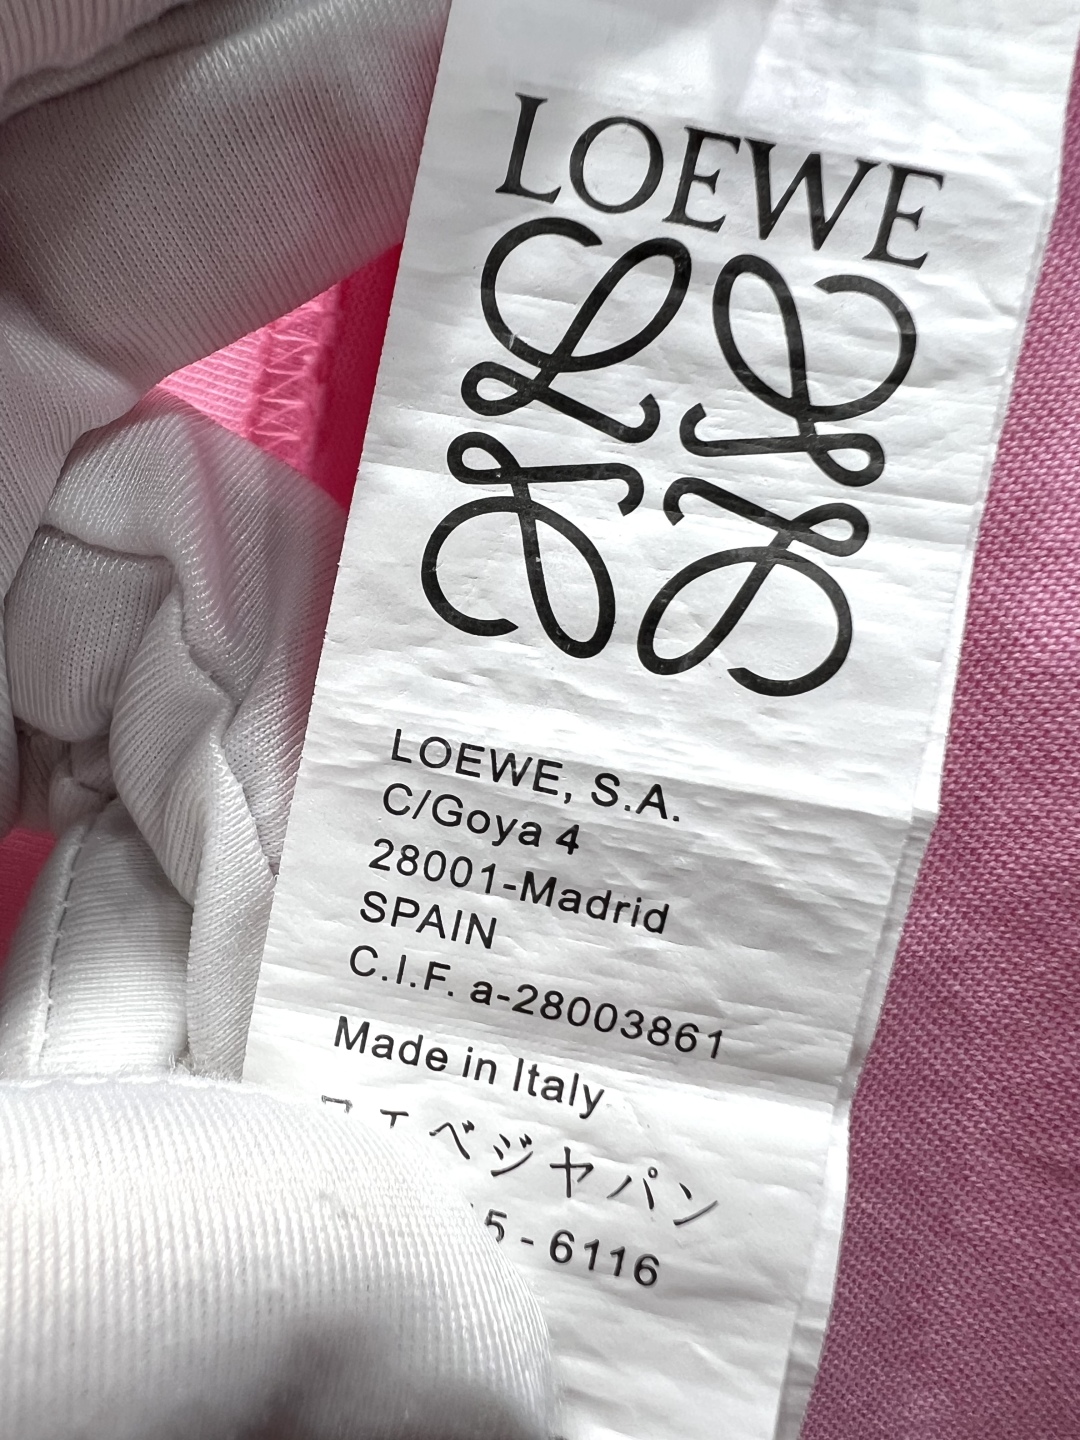 LOEWE
LOEWE, S.A.
C/Goya 4
28001-Madrid
SPAIN
C.I.F. a-28003861
Made in Italy
ベジヤパン
5-6116